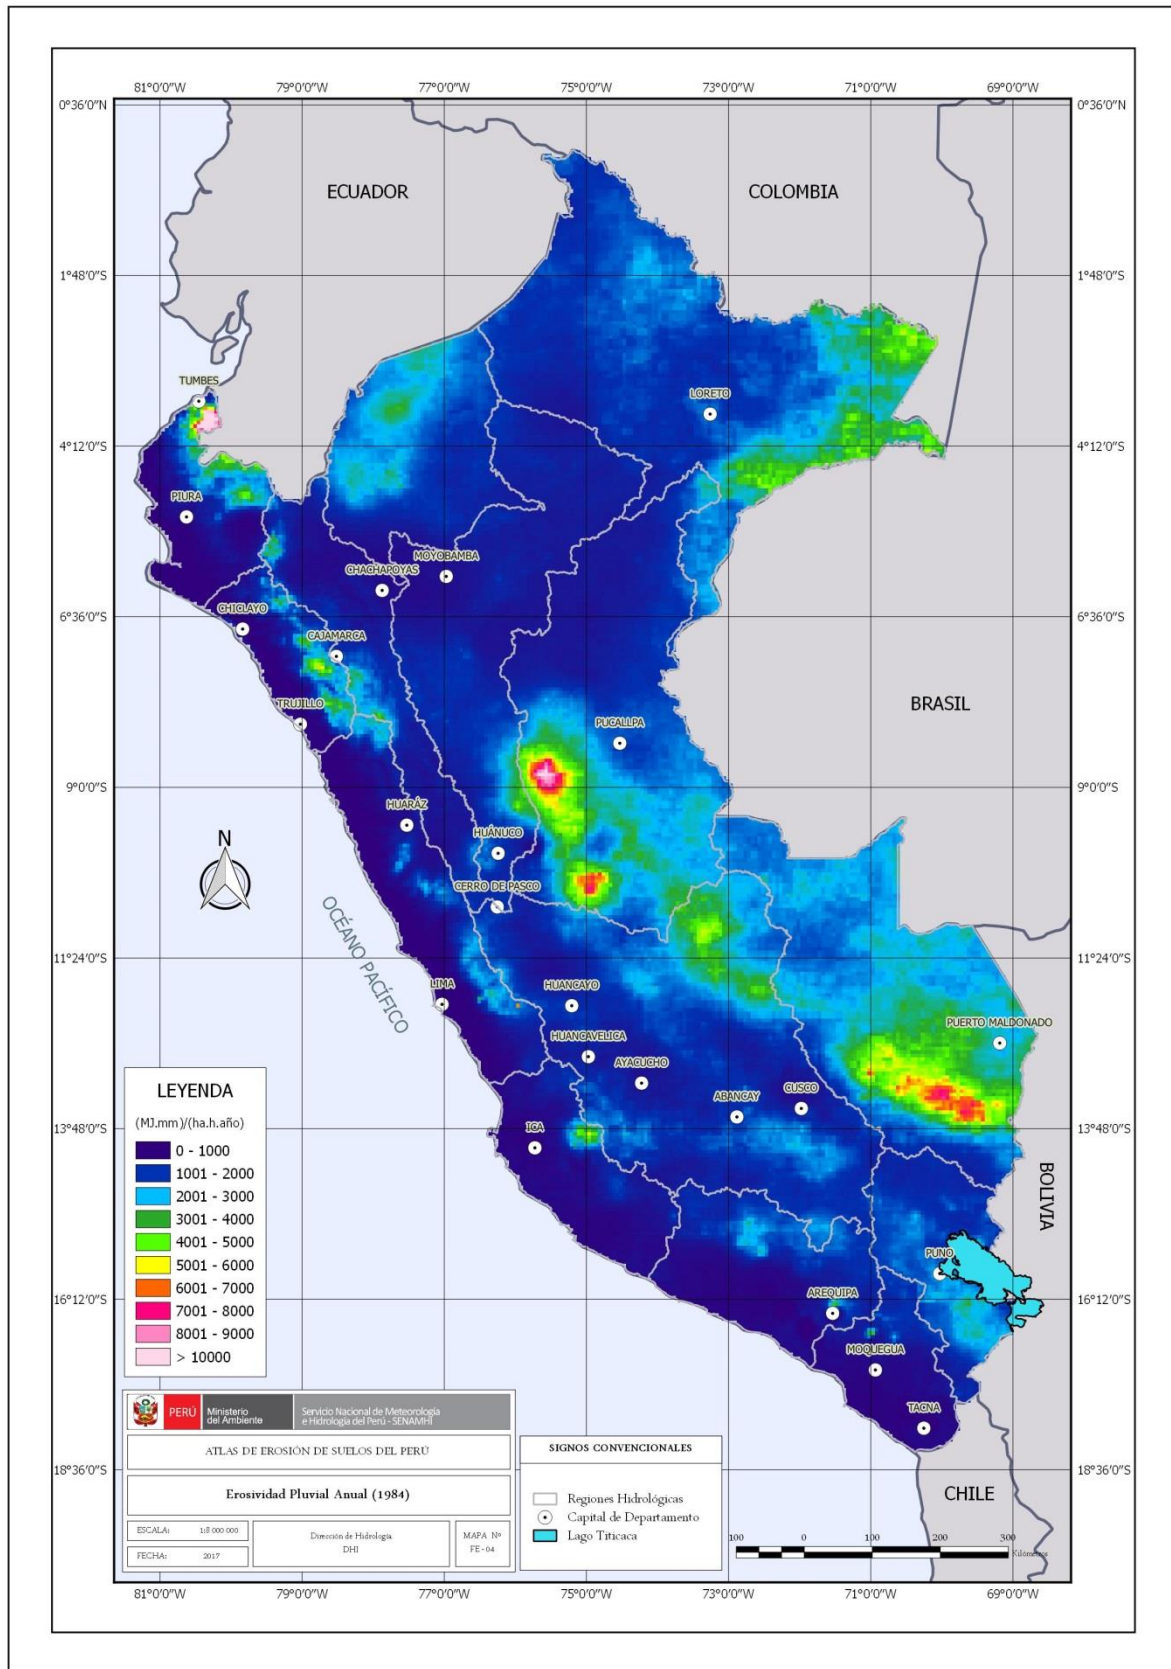 81°0'0"W 79°0'0"W 77°0'0"W 75°0'0"W 73°0'0"W 71°0'0"W 69°0'0"W
0°36'0"N 0°36'0"N
ECUADOR
COLOMBIA
1°48'0"S 1°48'0"S
TUMBES
LORETO
4°12'0"S 4°12'0"S
PIURA
MOYOBAMBA
CHACHAPOYAS
6°36'0"S 6°36'0"S
CHICLAYO
CAJAMARCA
TRUJILLO
BRASIL
PUCALLPA
9°0'0"S 9°0'0"S
HUARÁZ
HUÁNUCO
N
CERRO DE PASCO
OCÉANO PACÍFICO
11°24'0"S 11°24'0"S
LIMA
HUANCAYO
PUERTO MALDONADO
HUANCAVELICA
AYACUCHO
ABANCAY
CUSCO
13°48'0"S 13°48'0"S
ICA
BOLIVIA
PUNO
16°12'0"S 16°12'0"S
AREQUIPA
MOQUEGUA
TACNA
18°36'0"S 18°36'0"S
CHILE
LEYENDA
(MJ.mm)/(ha.h.año)
0 - 1000
1001 - 2000
2001 - 3000
3001 - 4000
4001 - 5000
5001 - 6000
6001 - 7000
7001 - 8000
8001 - 9000
> 10000
PERÚ
Ministerio
del Ambiente
Servicio Nacional de Meteorología
e Hidrología del Perú - SENAMHI
ATLAS DE EROSIÓN DE SUELOS DEL PERÚ
Erosividad Pluvial Anual (1984)
ESCALA: 1:8 000 000
FECHA: 2017
Dirección de Hidrología
DHI
MAPA Nº
FE - 04
SIGNOS CONVENCIONALES
Regiones Hidrológicas
Capital de Departamento
Lago Titicaca
100 0 100 200 300
Kilómetros
81°0'0"W 79°0'0"W 77°0'0"W 75°0'0"W 73°0'0"W 71°0'0"W 69°0'0"W